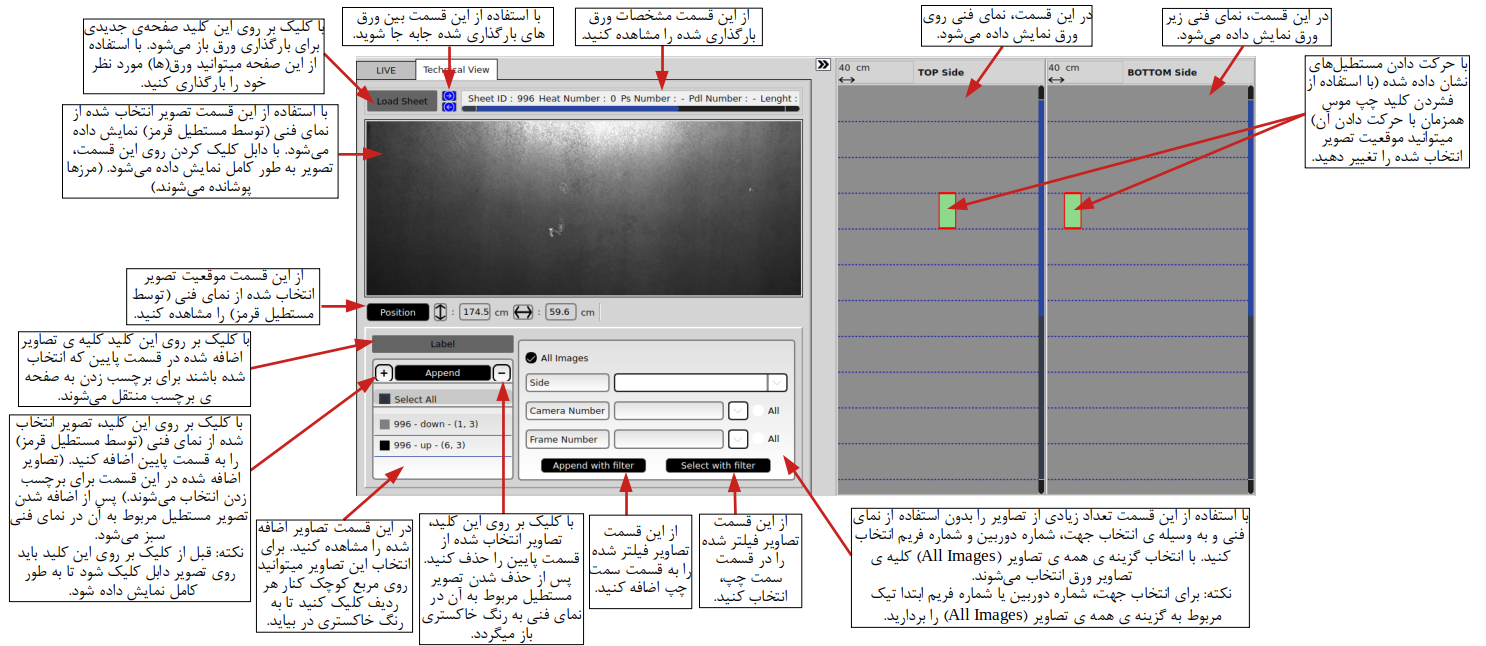 با کلیک بر روی این کلید صفحه‌ی جدیدی
برای بارگذاری ورق باز می‌شود. با استفاده
از این صفحه میتوانید ورق(ها) مورد نظر
خود را بارگذاری کنید.
با استفاده از این قسمت بین ورق
های بارگذاری شده جابه جا شوید.
از این قسمت مشخصات ورق
بارگذاری شده را مشاهده کنید.
در این قسمت، نمای فنی روی
ورق نمایش داده می‌شود.
در این قسمت، نمای فنی زیر
ورق نمایش داده می‌شود.
با حرکت دادن مستطیل‌های
نشان داده شده (با استفاده از
فشردن کلید چپ موس
همزمان با حرکت دادن آن)
میتوانید موقعیت تصویر
انتخاب شده را تغییر دهید.
LIVE
Technical View
Load Sheet
Sheet ID : 996 Heat Number : 0 Ps Number : - Pdl Number : - Lenght :
40 cm
TOP Side
40 cm
BOTTOM Side
با استفاده از این قسمت تصویر انتخاب شده از
نمای فنی (توسط مستطیل قرمز) نمایش داده
می‌شود. با دابل کلیک کردن روی این قسمت،
تصویر به طور کامل نمایش داده می‌شود. (مرزها
پوشانده می‌شوند.)
از این قسمت موقعیت تصویر
انتخاب شده از نمای فنی (توسط
مستطیل قرمز) را مشاهده کنید.
Position : 174.5 cm : 59.6 cm
با کلیک بر روی این کلید کلیه ی تصاویر
اضافه شده در قسمت پایین که انتخاب
شده باشند برای برچسب زدن به صفحه
ی برچسب منتقل می‌شوند.
Label
+ Append −
Select All
996 - down - (1, 3)
996 - up - (6, 3)
All Images
Side
Camera Number
All
Frame Number
All
Append with filter
Select with filter
با کلیک بر روی این کلید، تصویر انتخاب
شده از نمای فنی (توسط مستطیل قرمز)
را به قسمت پایین اضافه کنید. (تصاویر
اضافه شده در این قسمت برای برچسب
زدن انتخاب می‌شوند.) پس از اضافه شدن
تصویر مستطیل مربوط به آن در نمای فنی
سبز می‌شود.
نکته: قبل از کلیک بر روی این کلید باید
روی تصویر دابل کلیک شود تا به طور
کامل نمایش داده شود.
در این قسمت تصاویر اضافه
شده را مشاهده کنید. برای
انتخاب این تصاویر میتوانید
روی مربع کوچک کنار هر
ردیف کلیک کنید تا به
رنگ خاکستری در بیاید.
با کلیک بر روی این کلید،
تصاویر انتخاب شده از
قسمت پایین را حذف کنید.
پس از حذف شدن تصویر
مستطیل مربوط به آن در
نمای فنی به رنگ خاکستری
باز میگردد.
از این قسمت
تصاویر فیلتر شده
را به قسمت سمت
چپ اضافه کنید.
از این قسمت
تصاویر فیلتر شده
را در قسمت
سمت چپ،
انتخاب کنید.
با استفاده از این قسمت تعداد زیادی از تصاویر را بدون استفاده از نمای
فنی و به وسیله ی انتخاب جهت، شماره دوربین و شماره فریم انتخاب
کنید. با انتخاب گزینه ی همه ی تصاویر (All Images) کلیه ی
تصاویر ورق انتخاب می‌شوند.
نکته: برای انتخاب جهت، شماره دوربین یا شماره فریم ابتدا تیک
مربوط به گزینه ی همه ی تصاویر (All Images) را بردارید.